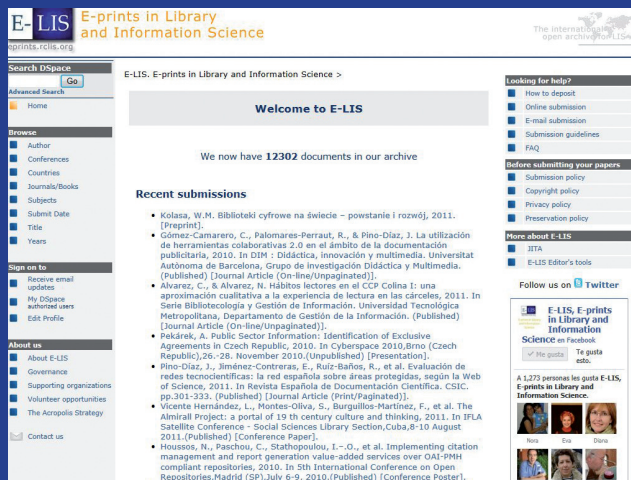 E-LIS
eprints.rclis.org
E-prints in Library
and Information Science
The international
open archive for LIS
Search DSpace
Go
Advanced Search
Home
Browse
Author
Conferences
Countries
Journals/Books
Subjects
Submit Date
Title
Years
Sign on to
Receive email
updates
My DSpace
authorized users
Edit Profile
About us
About E-LIS
Governance
Supporting organizations
Volunteer opportunities
The Acropolis Strategy
Contact us
E-LIS. E-prints in Library and Information Science >
Welcome to E-LIS
We now have 12302 documents in our archive
Recent submissions
• Kolasa, W.M. Biblioteki cyfrowe na świecie – powstanie i rozwój, 2011.
[Preprint].
• Gómez-Camarero, C., Palomares-Perraut, R., & Pino-Díaz, J. La utilización
de herramientas colaborativas 2.0 en el ámbito de la documentación
publicitaria, 2010. In DIM : Didáctica, innovación y multimedia. Universitat
Autònoma de Barcelona, Grupo de investigación Didáctica y Multimedia.
(Published) [Journal Article (On-line/Unpaginated)].
• Alvarez, C., & Alvarez, N. Hábitos lectores en el CCP Colina I: una
aproximación cualitativa a la experiencia de lectura en las cárceles, 2011. In
Serie Bibliotecología y Gestión de Información. Universidad Tecnológica
Metropolitana, Departamento de Gestión de la Información. (Published)
[Journal Article (On-line/Unpaginated)].
• Pekárek, A. Public Sector Information: Identification of Exclusive
Agreements in Czech Republic, 2010. In Cyberspace 2010,Brno (Czech
Republic),26.-28. November 2010.(Unpublished) [Presentation].
• Pino-Díaz, J., Jiménez-Contreras, E., Ruíz-Baños, R., et al. Evaluación de
redes tecnocientíficas: la red española sobre áreas protegidas, según la Web
of Science, 2011. In Revista Española de Documentación Científica. CSIC.
pp.301-333. (Published) [Journal Article (Print/Paginated)].
• Vicente Hernández, L., Montes-Oliva, S., Burguillos-Martínez, F., et al. The
Almirall Project: a portal of 19 th century culture and thinking, 2011. In IFLA
Satellite Conference - Social Sciences Library Section,Cuba,8-10 August
2011.(Published) [Conference Paper].
• Houssos, N., Paschou, C., Stathopoulou, I.-.O., et al. Implementing citation
management and report generation value-added services over OAI-PMH
compliant repositories, 2010. In 5th International Conference on Open
Repositories,Madrid (SP),July 6-9, 2010.(Published) [Conference Poster].
Looking for help?
How to deposit
Online submission
E-mail submission
Submission guidelines
FAQ
Before submitting your papers
Submission policy
Copyright policy
Privacy policy
Preservation policy
More about E-LIS
JITA
E-LIS Editor's tools
Follow us on Twitter
E-LIS, E-prints
in Library and
Information
Science en Facebook
Me gusta
Te gusta
esto.
A 1,273 personas les gusta E-LIS,
E-prints in Library and
Information Science.
Nora
Eva
Diana